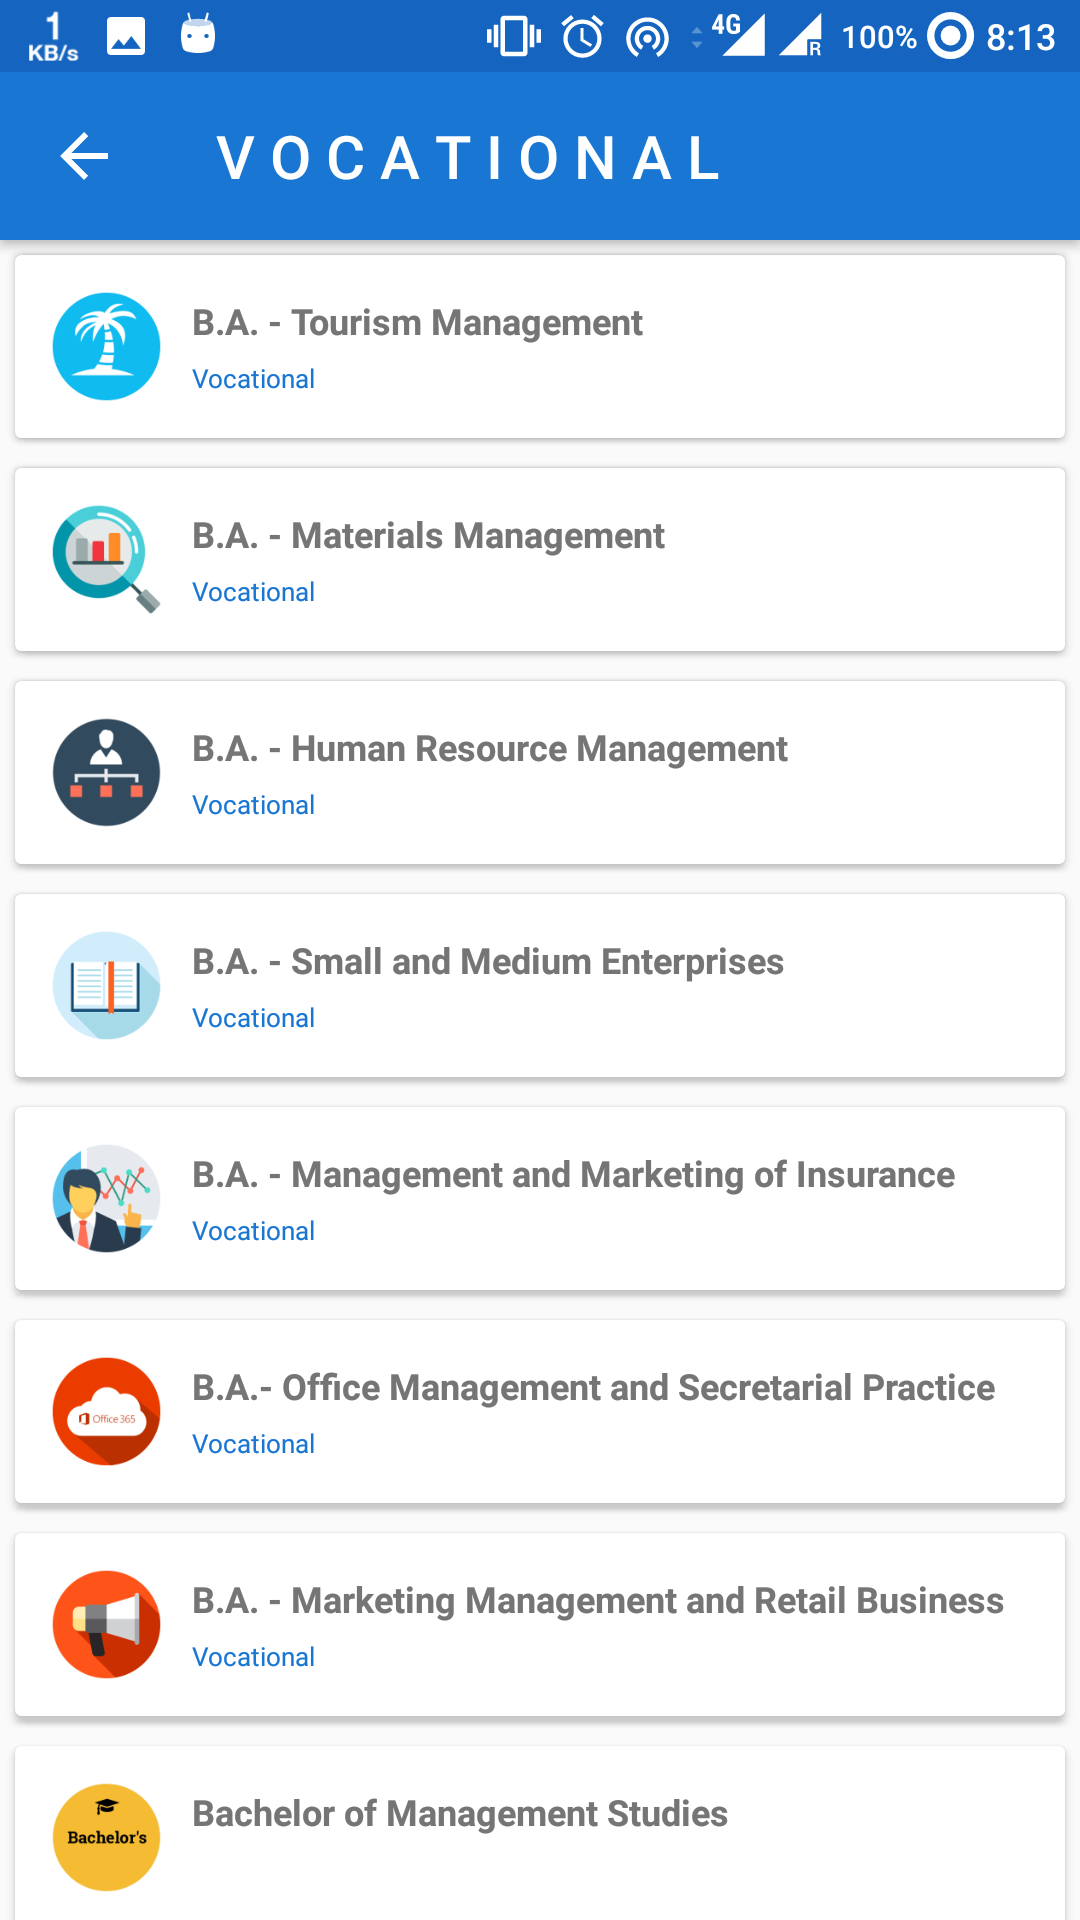 1
KB/s
4G
R
100%
8:13
VOCATIONAL
B.A. - Tourism Management
Vocational
B.A. - Materials Management
Vocational
B.A. - Human Resource Management
Vocational
B.A. - Small and Medium Enterprises
Vocational
B.A. - Management and Marketing of Insurance
Vocational
B.A.- Office Management and Secretarial Practice
Office 365
Vocational
B.A. - Marketing Management and Retail Business
Vocational
Bachelor of Management Studies
Bachelor's